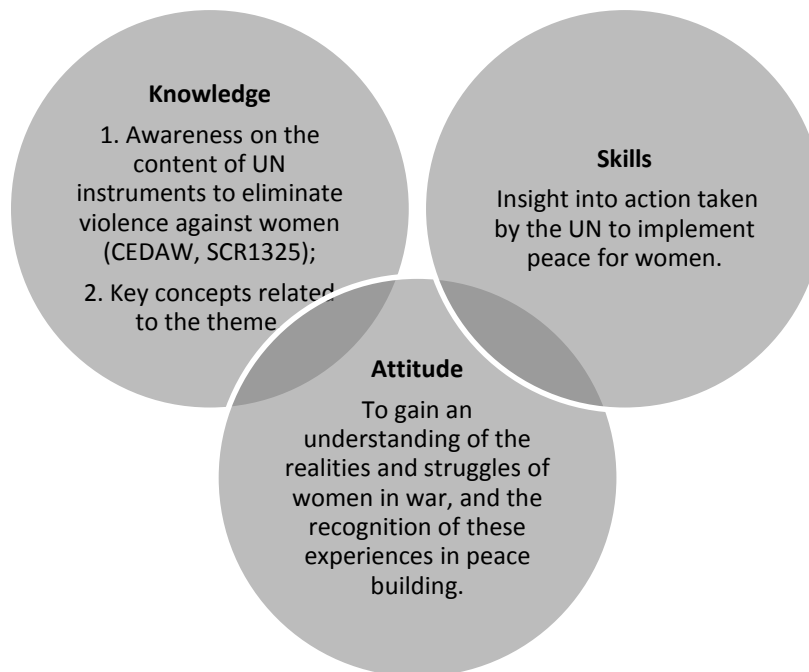 Knowledge
1. Awareness on the
content of UN
instruments to eliminate
violence against women
(CEDAW, SCR1325);
2. Key concepts related
to the theme
Skills
Insight into action taken
by the UN to implement
peace for women.
Attitude
To gain an
understanding of the
realities and struggles of
women in war, and the
recognition of these
experiences in peace
building.